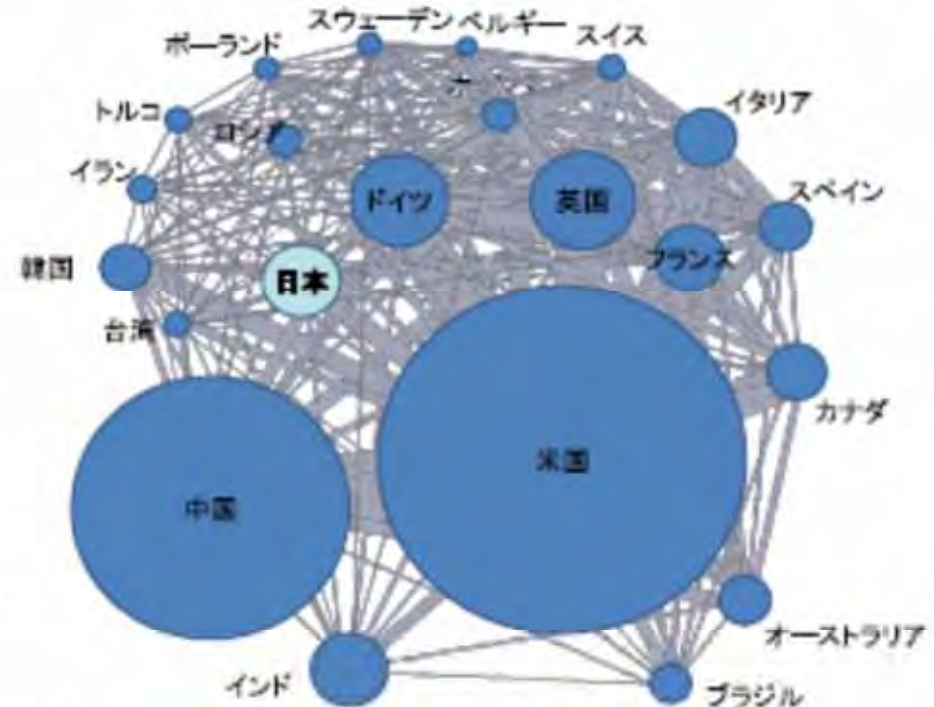 スウェーデン
ベルギー
スイス
ポーランド
イタリア
トルコ
ロシア
イラン
ドイツ
英国
スペイン
フランス
韓国
日本
台湾
カナダ
米国
中国
オーストラリア
インド
ブラジル